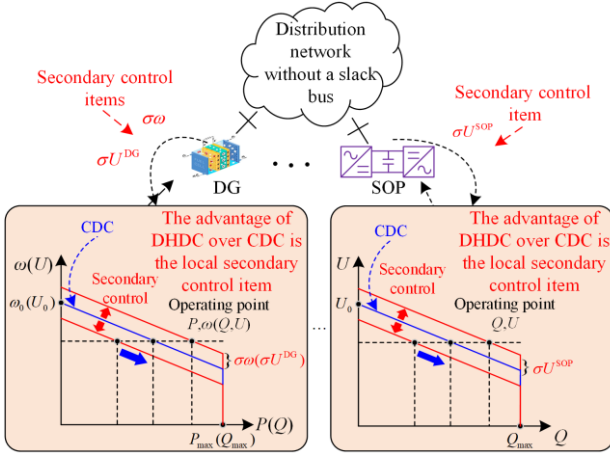 Distribution
network
without a slack
bus
Secondary control
items
σω
σU^DG
Secondary control
item
σU^SOP
DG
...
SOP
CDC
The advantage of
DHDC over CDC is
the local secondary
control item
ω(U)
ω₀(U₀)
Secondary
control
Operating point
P,ω(Q,U)
σω(σU^DG)
P(Q)
P_max(Q_max)
...
CDC
The advantage of
DHDC over CDC is
the local secondary
control item
U
U₀
Secondary
control
Operating point
Q,U
σU^SOP
Q_max
Q